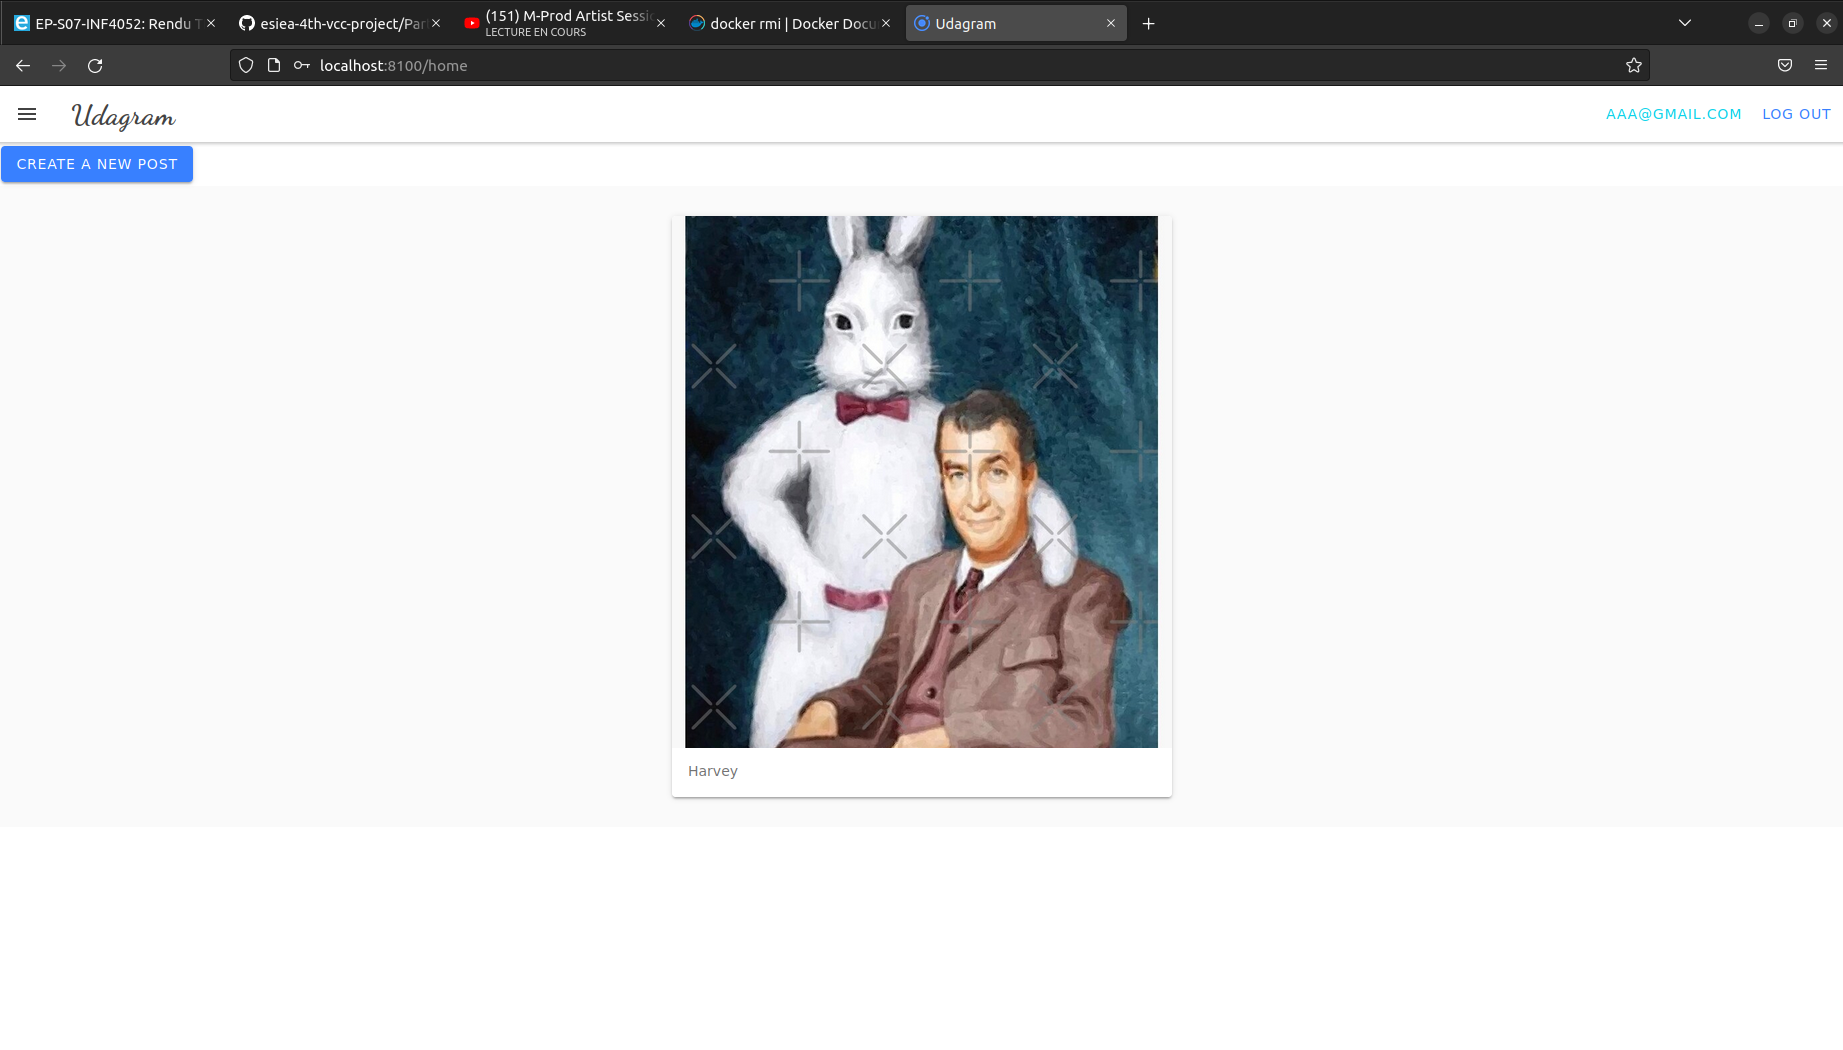 EP-S07-INF4052: Rendu T
esiea-4th-vcc-project/Par
(151) M-Prod Artist Sessio
LECTURE EN COURS
docker rmi | Docker Docu
Udagram
localhost:8100/home
Udagram
AAA@GMAIL.COM
LOG OUT
CREATE A NEW POST
Harvey